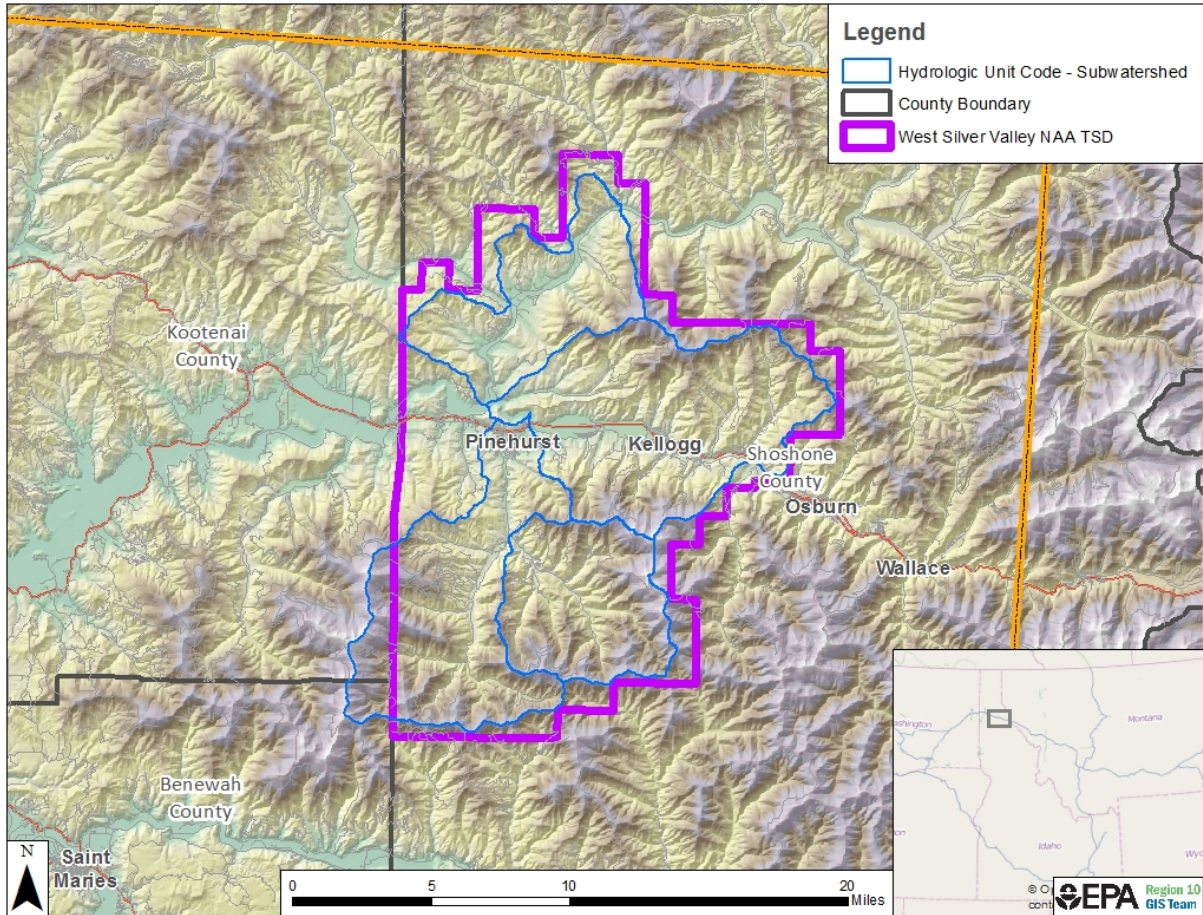 Legend
Hydrologic Unit Code - Subwatershed
County Boundary
West Silver Valley NAA TSD
Kootenai
County
Pinehurst
Kellogg
Shoshone
County
Osburn
Wallace
Benewah
County
Saint
Maries
N
0
5
10
20
Miles
Montana
Idaho
EPA
Region 10
GIS Team